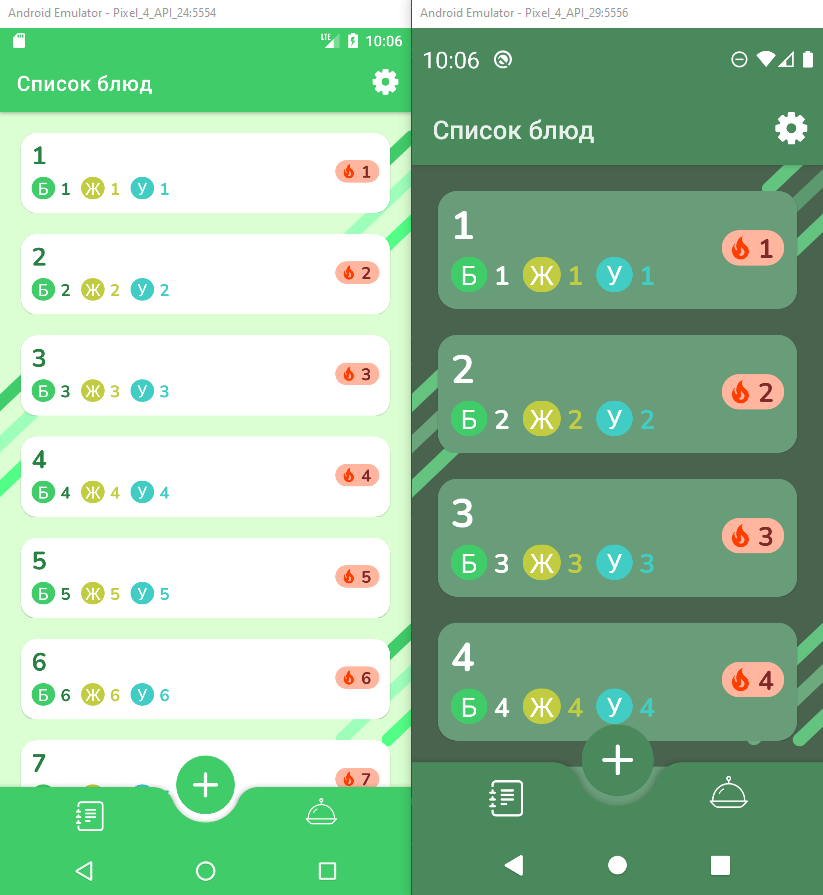 Android Emulator - Pixel_4_API_24:5554
LTE 10:06
Список блюд
1
Б 1 Ж 1 У 1
1
2
Б 2 Ж 2 У 2
2
3
Б 3 Ж 3 У 3
3
4
Б 4 Ж 4 У 4
4
5
Б 5 Ж 5 У 5
5
6
Б 6 Ж 6 У 6
6
7
7
Android Emulator - Pixel_4_API_29:5556
10:06
Список блюд
1
Б 1 Ж 1 У 1
1
2
Б 2 Ж 2 У 2
2
3
Б 3 Ж 3 У 3
3
4
Б 4 Ж 4 У 4
4